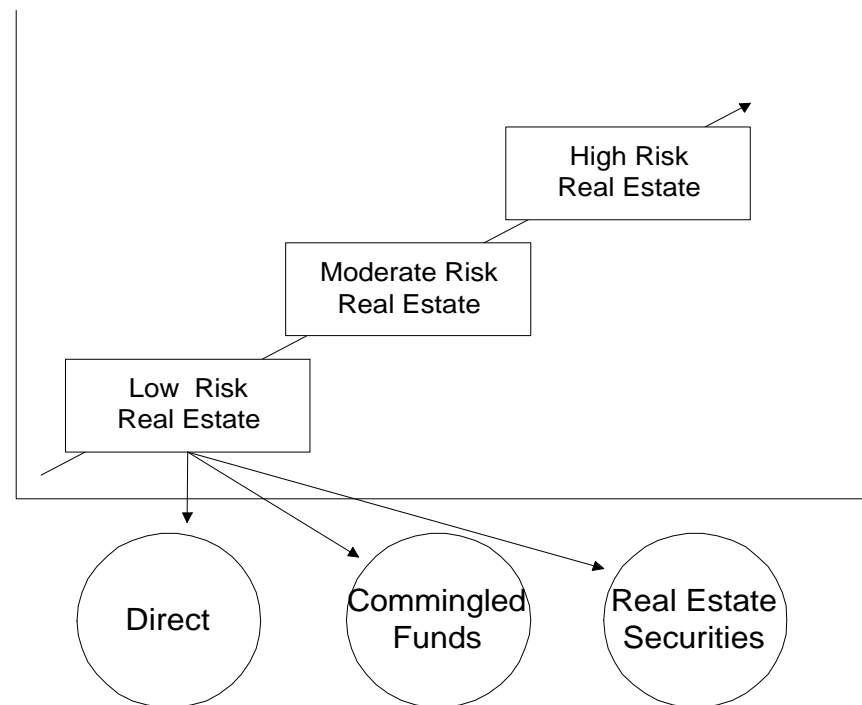 High Risk
Real Estate
Moderate Risk
Real Estate
Low Risk
Real Estate
Direct
Commingled
Funds
Real Estate
Securities